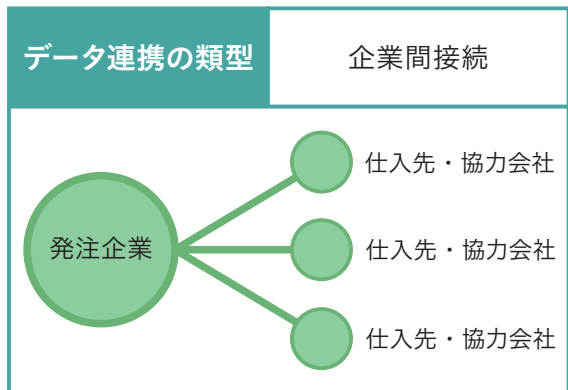 データ連携の類型
企業間接続
発注企業
仕入先・協力会社
仕入先・協力会社
仕入先・協力会社